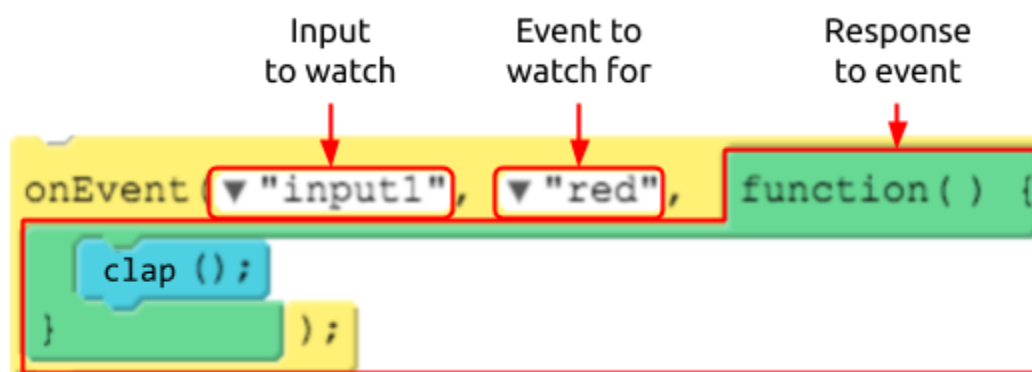 Input
to watch
Event to
watch for
Response
to event
onEvent(▼ "input1", ▼ "red", function( ) {
clap ();
} );